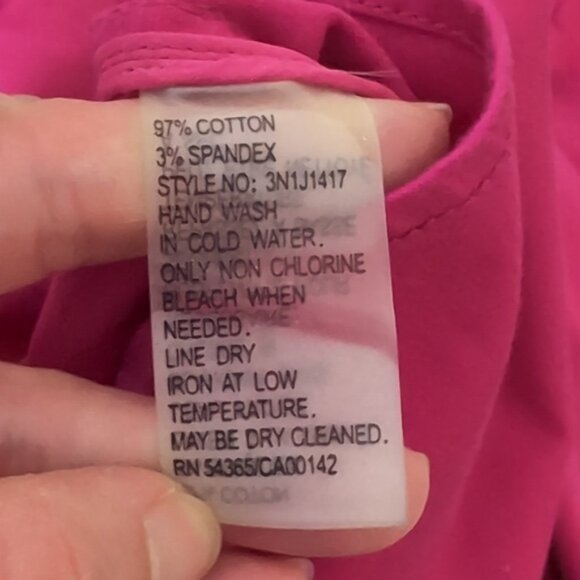 97% COTTON
3% SPANDEX
STYLE NO: 3N1J1417
HAND WASH
IN COLD WATER.
ONLY NON CHLORINE
BLEACH WHEN
NEEDED.
LINE DRY
IRON AT LOW
TEMPERATURE.
MAY BE DRY CLEANED.
RN 54365/CA00142